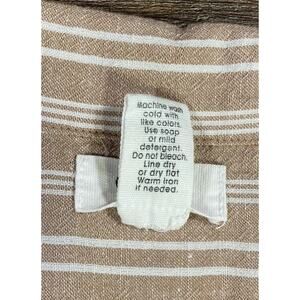 Machine wash
cold with
like colors.
Use soap
or mild
detergent.
Do not bleach.
Line dry
or dry flat
Warm iron
if needed.